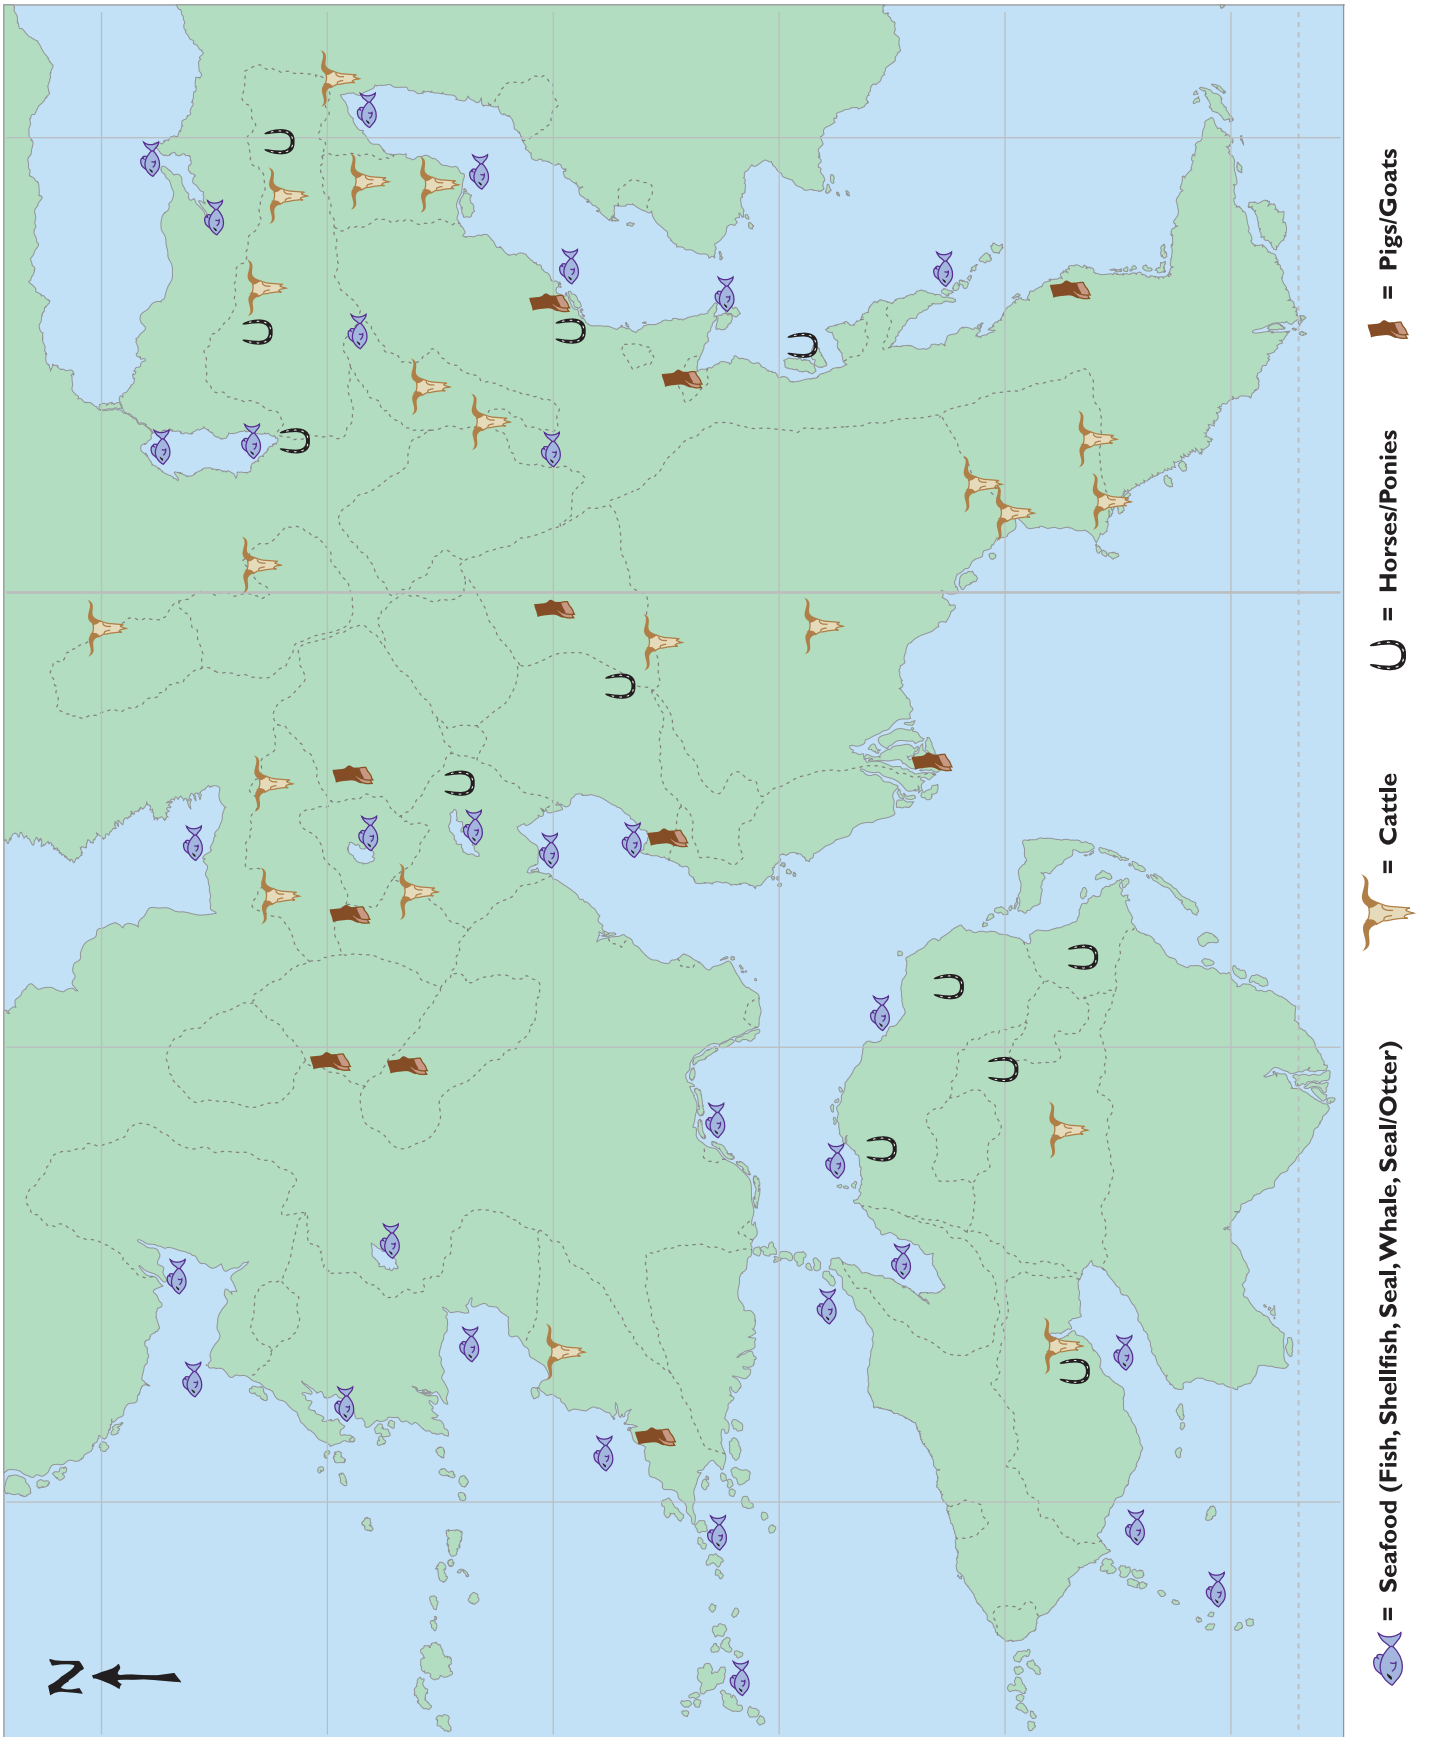 N
= Seafood (Fish, Shellfish, Seal, Whale, Seal/Otter)
= Cattle
= Horses/Ponies
= Pigs/Goats